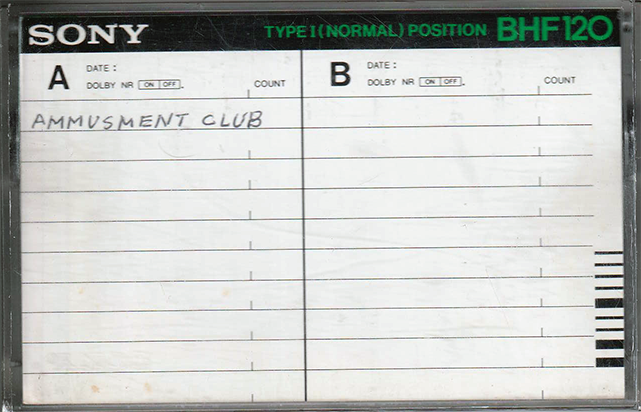 SONY TYPE I (NORMAL) POSITION BHF120
A DATE :
DOLBY NR ON OFF . COUNT
B DATE :
DOLBY NR ON OFF . COUNT
AMMUSMENT CLUB